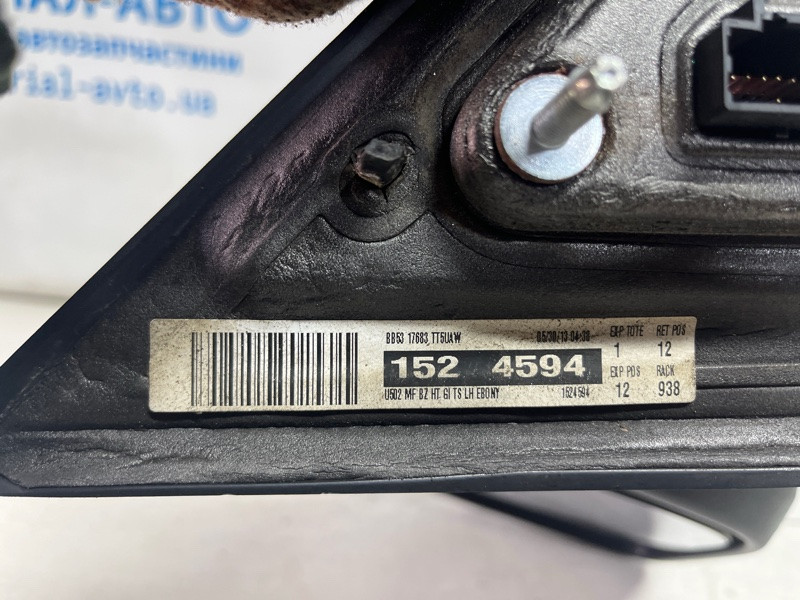 АЛ-АВТО
автозапчастини
rial-avto.ua
BB53 17683 TT5UAW 05/30/13 04:38
152 4594
U502 MF BZ HT GI TS LH EBONY 1524594
EXP TOTE RET POS
1 12
EXP POS RACK
12 938